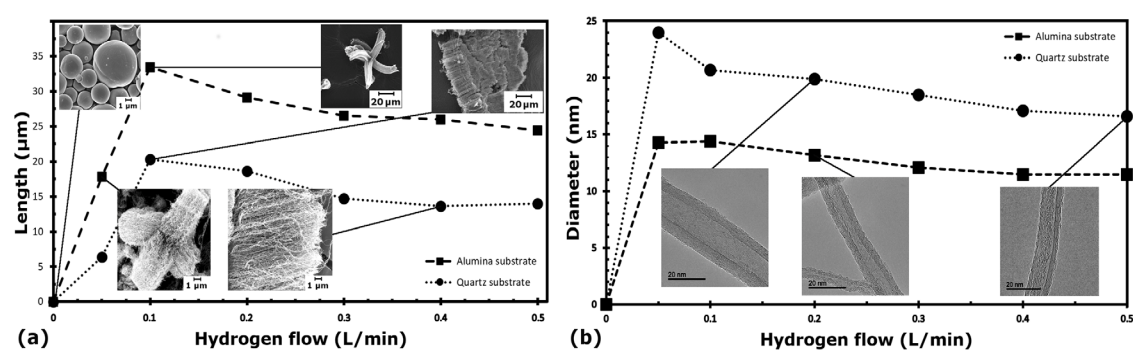 Length (µm)
35
30
25
20
15
10
5
0
0
0.1
0.2
0.3
0.4
0.5
Hydrogen flow (L/min)
(a)
1 µm
20 µm
20 µm
1 µm
1 µm
Alumina substrate
Quartz substrate
Diameter (nm)
25
20
15
10
5
0
0
0.1
0.2
0.3
0.4
0.5
Hydrogen flow (L/min)
(b)
Alumina substrate
Quartz substrate
20 nm
20 nm
20 nm